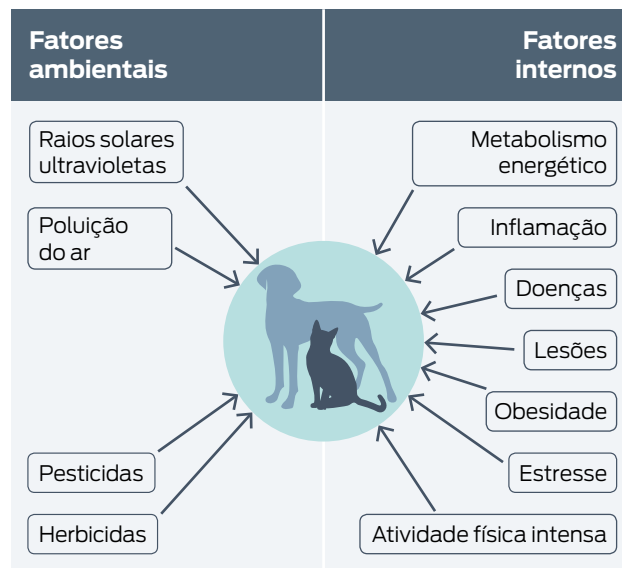 Fatores
ambientais
Fatores
internos
Raios solares
ultravioletas
Poluição
do ar
Pesticidas
Herbicidas
Metabolismo
energético
Inflamação
Doenças
Lesões
Obesidade
Estresse
Atividade física intensa